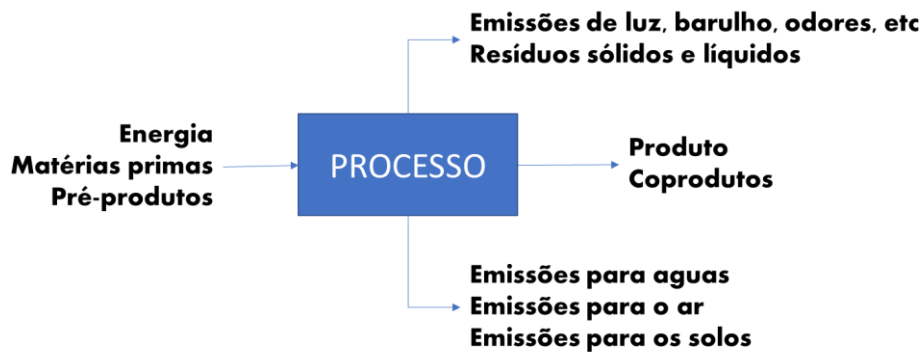 Emissões de luz, barulho, odores, etc
Resíduos sólidos e líquidos
Energia
Matérias primas
Pré-produtos
PROCESSO
Produto
Coprodutos
Emissões para aguas
Emissões para o ar
Emissões para os solos